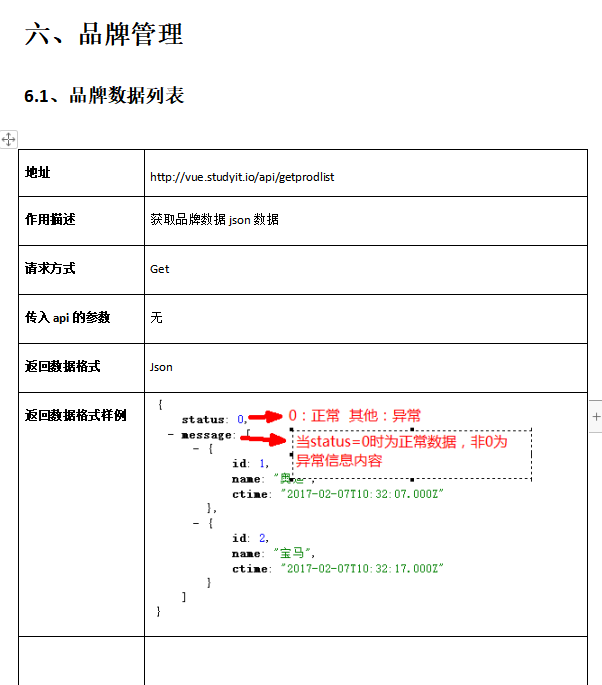 六、品牌管理
6.1、品牌数据列表
地址
http://vue.studyit.io/api/getprodlist
作用描述
获取品牌数据 json 数据
请求方式
Get
传入 api 的参数
无
返回数据格式
Json
返回数据格式样例
{
status: 0,
0：正常 其他：异常
- message: [
当status=0时为正常数据，非0为
异常信息内容
- {
id: 1,
name: "奥迪",
ctime: "2017-02-07T10:32:07.000Z"
},
- {
id: 2,
name: "宝马",
ctime: "2017-02-07T10:32:17.000Z"
}
]
}